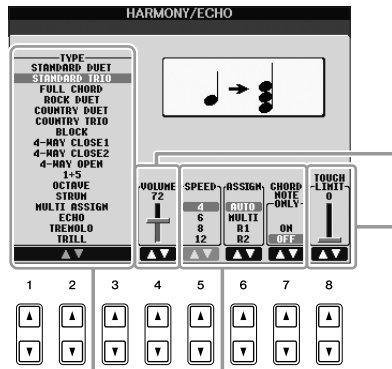 HARMONY/ECHO
TYPE
STANDARD DUET
STANDARD TRIO
FULL CHORD
ROCK DUET
COUNTRY DUET
COUNTRY TRIO
BLOCK
4-WAY CLOSE1
4-WAY CLOSE2
4-WAY OPEN
1+5
OCTAVE
STRUM
MULTI ASSIGN
ECHO
TREMOLO
TRILL
VOLUME
72
SPEED
4
6
8
12
ASSIGN
AUTO
MULTI
R1
R2
CHORD
NOTE
ONLY
ON
OFF
TOUCH
LIMIT
0
1 2 3 4 5 6 7 8